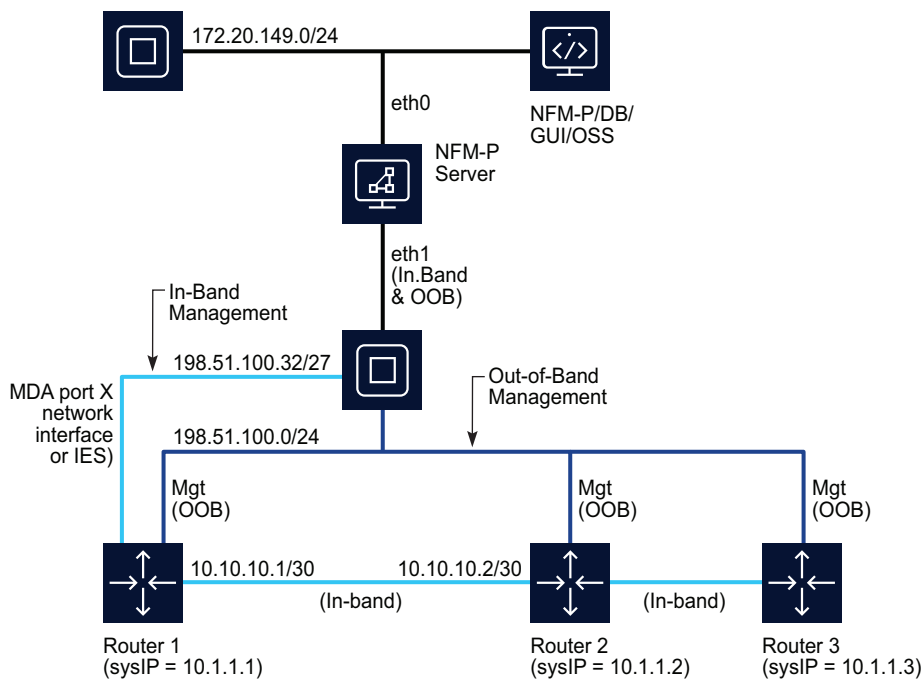 172.20.149.0/24
eth0
NFM-P/DB/
GUI/OSS
NFM-P
Server
eth1
(In.Band
& OOB)
In-Band
Management
198.51.100.32/27
MDA port X
network
interface
or IES)
Out-of-Band
Management
198.51.100.0/24
Mgt
(OOB)
Mgt
(OOB)
Mgt
(OOB)
10.10.10.1/30
10.10.10.2/30
(In-band)
(In-band)
Router 1
(sysIP = 10.1.1.1)
Router 2
(sysIP = 10.1.1.2)
Router 3
(sysIP = 10.1.1.3)